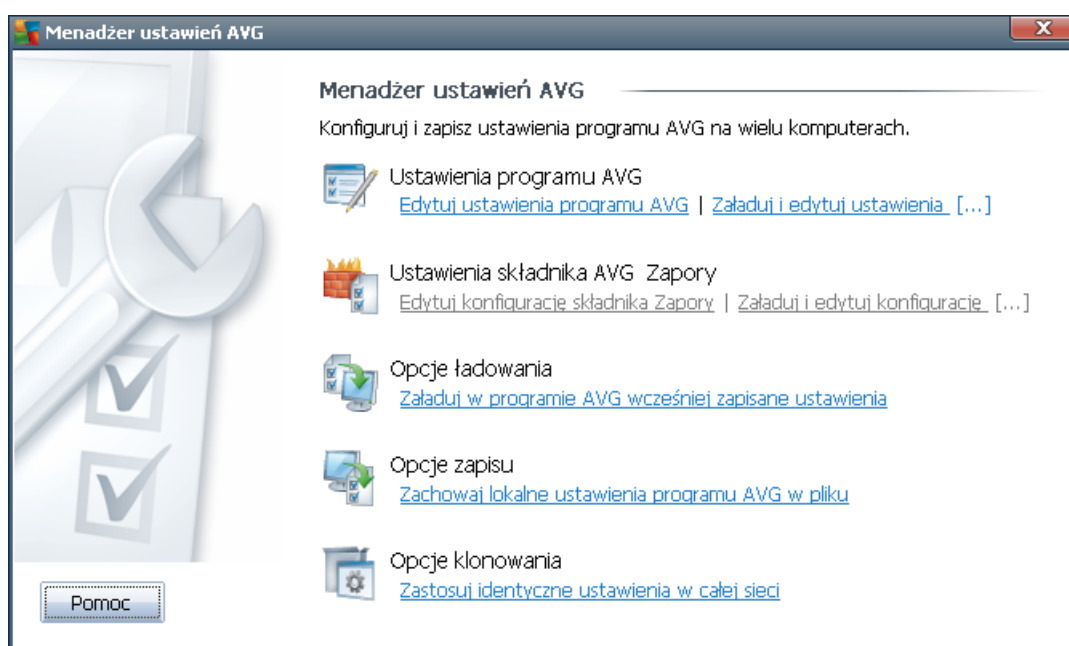 Menadżer ustawień AVG
Menadżer ustawień AVG
Konfiguruj i zapisz ustawienia programu AVG na wielu komputerach.
Ustawienia programu AVG
Edytuj ustawienia programu AVG | Załaduj i edytuj ustawienia [...]
Ustawienia składnika AVG Zapory
Edytuj konfigurację składnika Zapory | Załaduj i edytuj konfigurację [...]
Opcje ładowania
Załaduj w programie AVG wcześniej zapisane ustawienia
Opcje zapisu
Zachowaj lokalne ustawienia programu AVG w pliku
Opcje klonowania
Zastosuj identyczne ustawienia w całej sieci
Pomoc